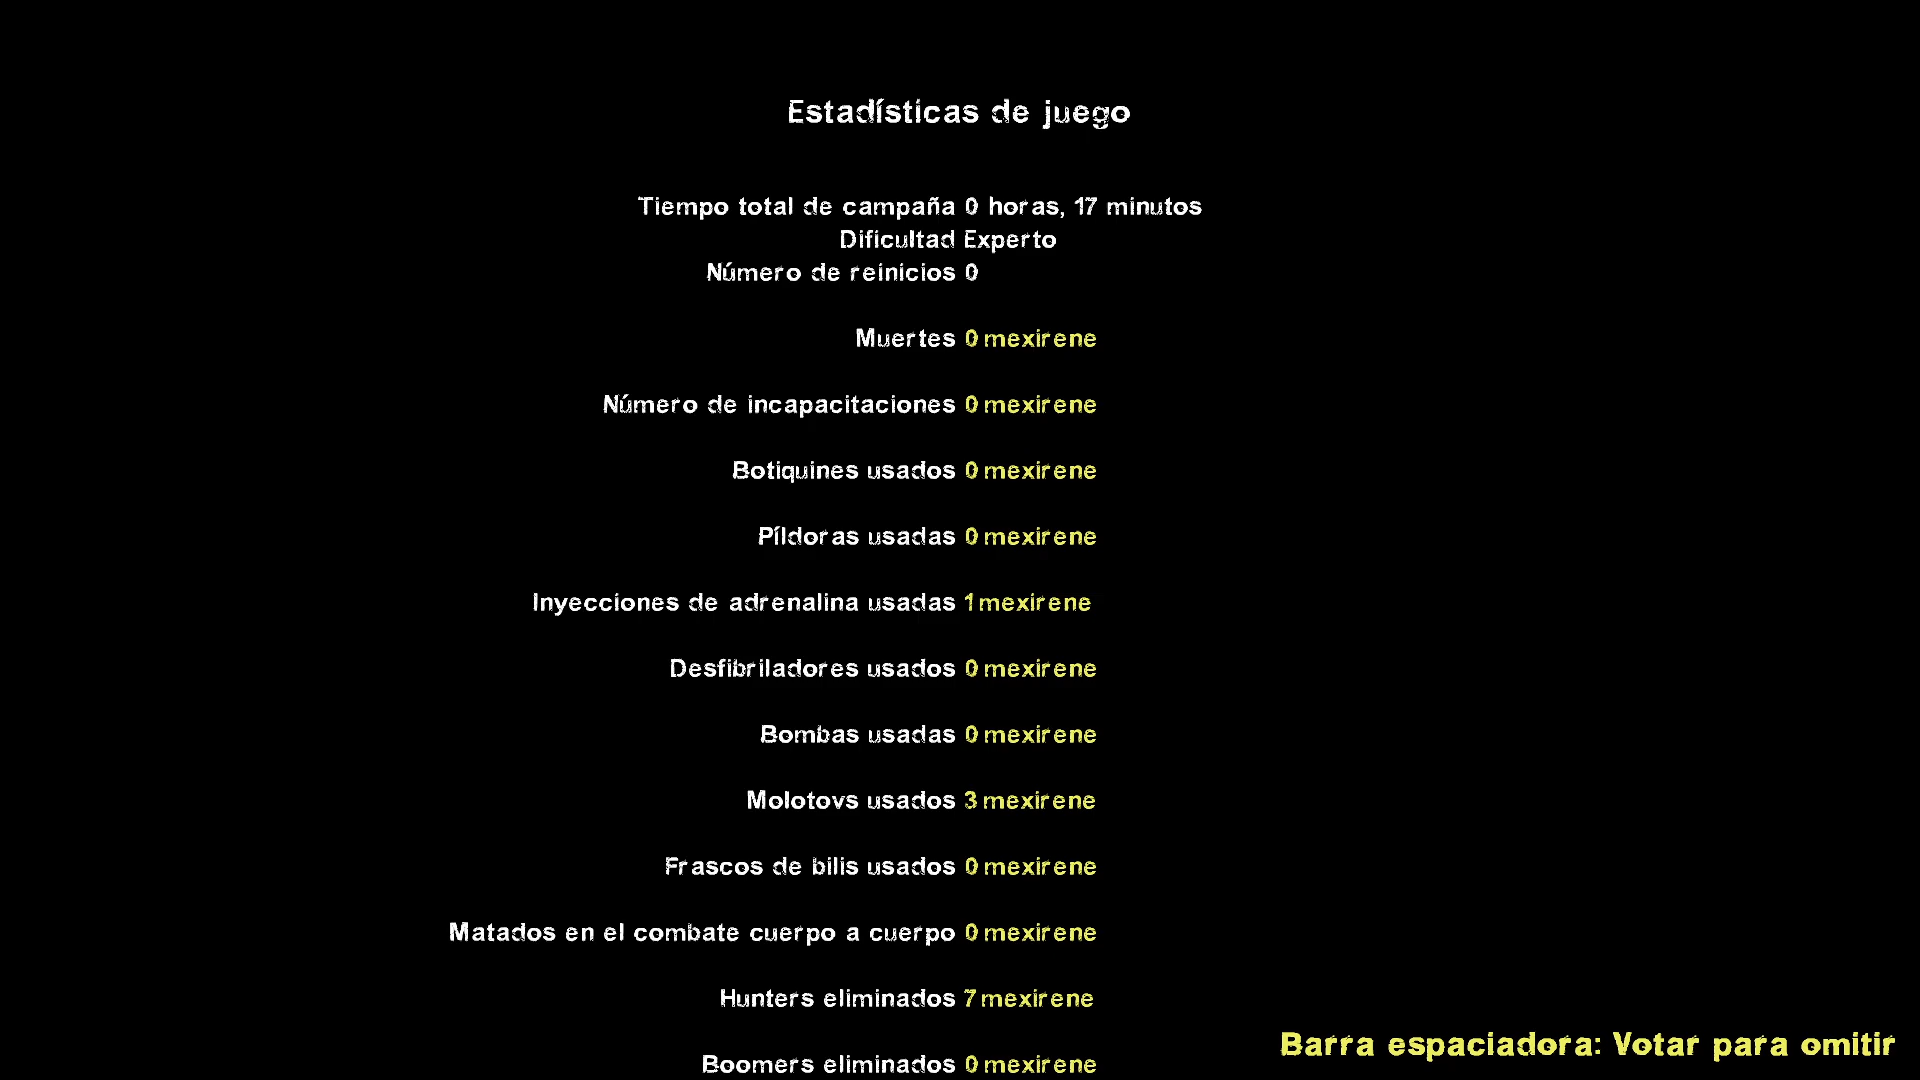 Estadísticas de juego
Tiempo total de campaña 0 horas, 17 minutos
Dificultad Experto
Número de reinicios 0
Muertes 0 mexirene
Número de incapacitaciones 0 mexirene
Botiquines usados 0 mexirene
Píldoras usadas 0 mexirene
Inyecciones de adrenalina usadas 1 mexirene
Desfibriladores usados 0 mexirene
Bombas usadas 0 mexirene
Molotovs usados 3 mexirene
Frascos de bilis usados 0 mexirene
Matados en el combate cuerpo a cuerpo 0 mexirene
Hunters eliminados 7 mexirene
Boomers eliminados 0 mexirene
Barra espaciadora: Votar para omitir